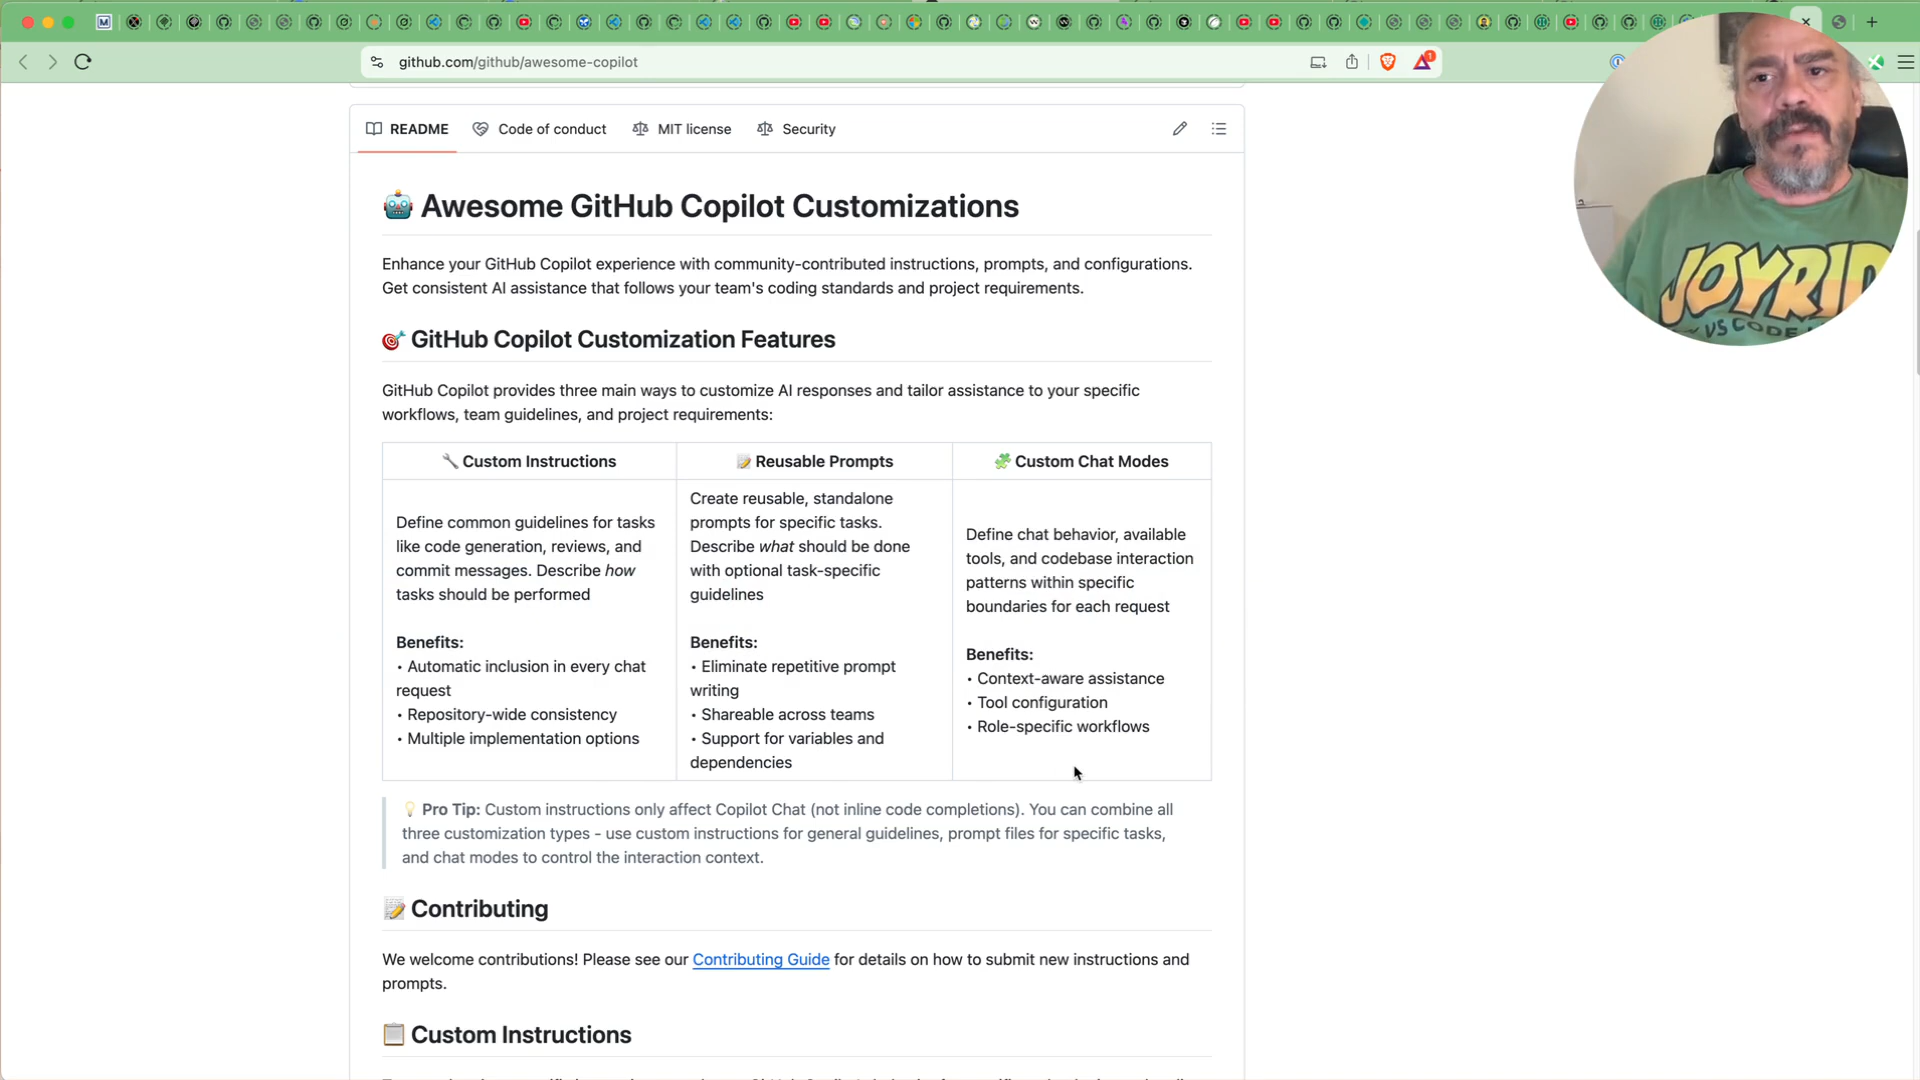 github.com/github/awesome-copilot
1
README
Code of conduct
MIT license
Security
Awesome GitHub Copilot Customizations
Enhance your GitHub Copilot experience with community-contributed instructions, prompts, and configurations.
Get consistent AI assistance that follows your team's coding standards and project requirements.
GitHub Copilot Customization Features
GitHub Copilot provides three main ways to customize AI responses and tailor assistance to your specific
workflows, team guidelines, and project requirements:
Custom Instructions
Define common guidelines for tasks
like code generation, reviews, and
commit messages. Describe how
tasks should be performed
Benefits:
• Automatic inclusion in every chat
request
• Repository-wide consistency
• Multiple implementation options
Reusable Prompts
Create reusable, standalone
prompts for specific tasks.
Describe what should be done
with optional task-specific
guidelines
Benefits:
• Eliminate repetitive prompt
writing
• Shareable across teams
• Support for variables and
dependencies
Custom Chat Modes
Define chat behavior, available
tools, and codebase interaction
patterns within specific
boundaries for each request
Benefits:
• Context-aware assistance
• Tool configuration
• Role-specific workflows
Pro Tip: Custom instructions only affect Copilot Chat (not inline code completions). You can combine all
three customization types - use custom instructions for general guidelines, prompt files for specific tasks,
and chat modes to control the interaction context.
Contributing
We welcome contributions! Please see our Contributing Guide for details on how to submit new instructions and
prompts.
Custom Instructions
JOYRID
VS CODE